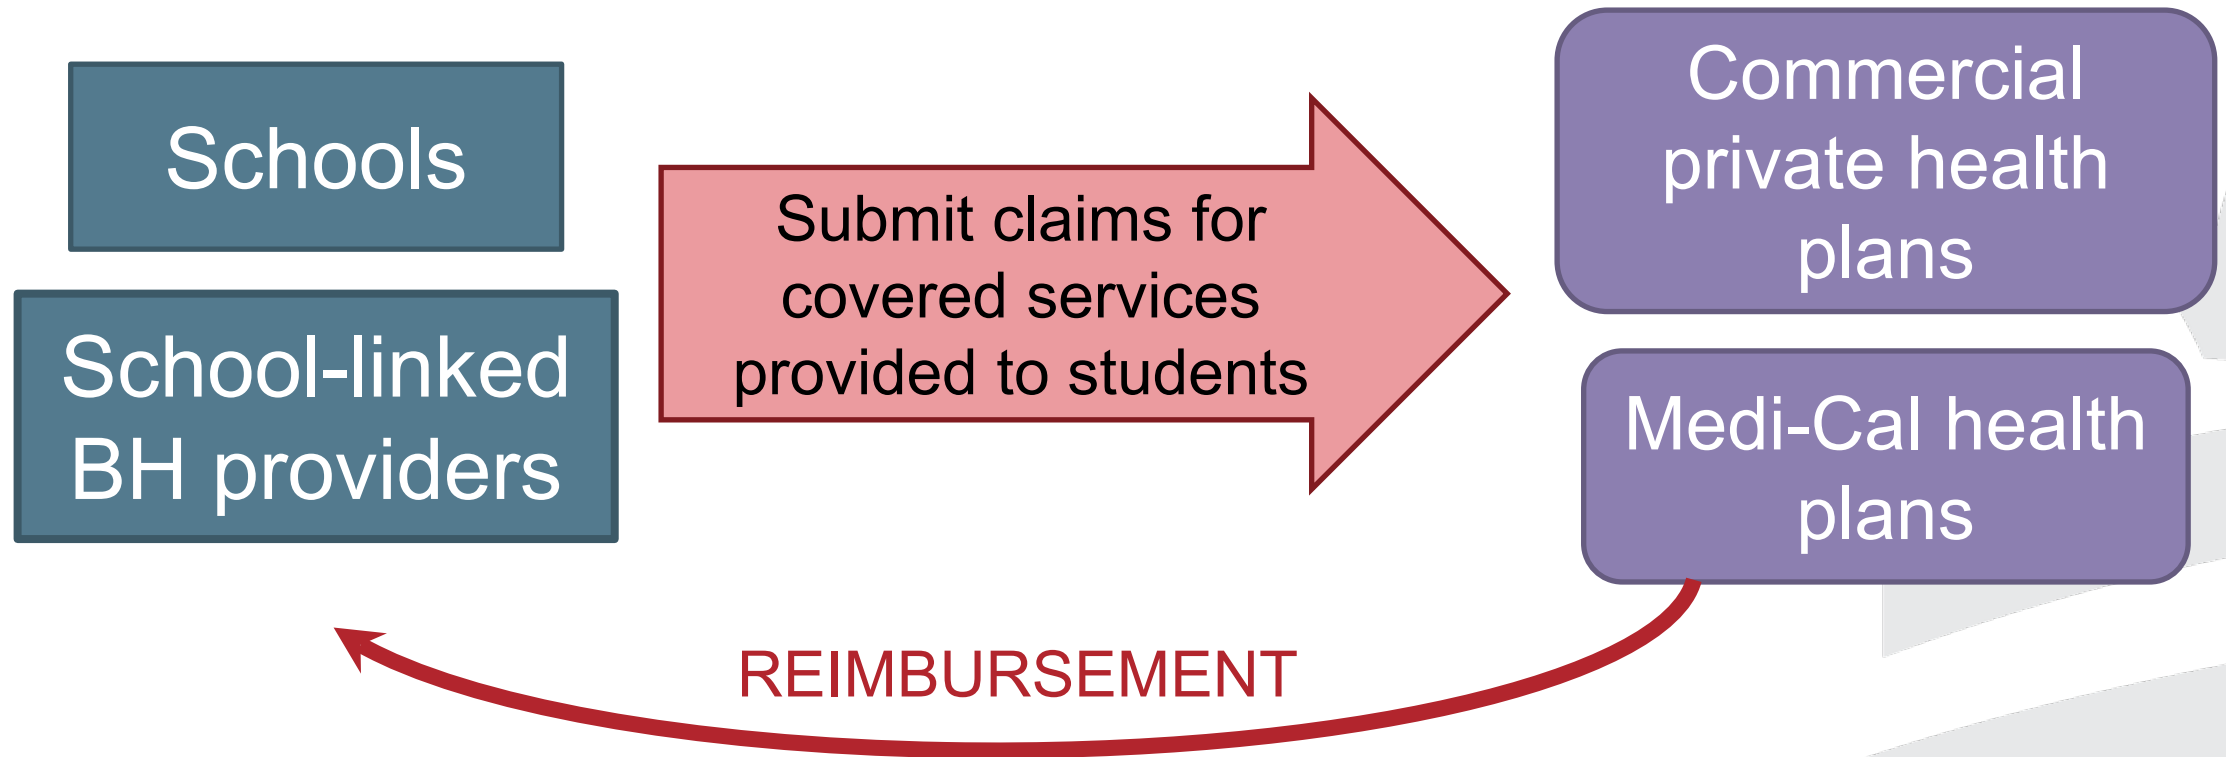 Schools
School-linked
BH providers
Submit claims for
covered services
provided to students
Commercial
private health
plans
Medi-Cal health
plans
REIMBURSEMENT